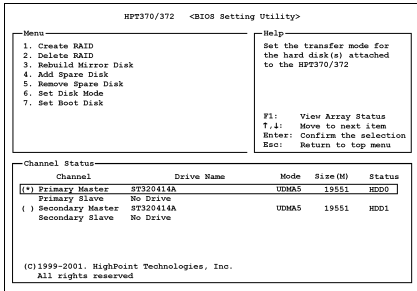 HPT370/372 <BIOS Setting Utility>
Menu
1. Create RAID
2. Delete RAID
3. Rebuild Mirror Disk
4. Add Spare Disk
5. Remove Spare Disk
6. Set Disk Mode
7. Set Boot Disk
Help
Set the transfer mode for
the hard disk(s) attached
to the HPT370/372
F1: View Array Status
↑,↓: Move to next item
Enter: Confirm the selection
Esc: Return to top menu
Channel Status
Channel Drive Name Mode Size(M) Status
(*) Primary Master ST320414A UDMA5 19551 HDD0
Primary Slave No Drive
( ) Secondary Master ST320414A UDMA5 19551 HDD1
Secondary Slave No Drive
(C)1999-2001. HighPoint Technologies, Inc.
All rights reserved